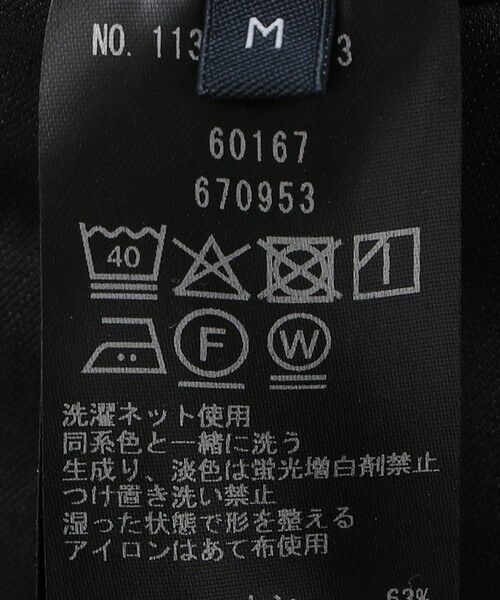 M
NO. 113 3
60167
670953
40
F
W
洗濯ネット使用
同系色と一緒に洗う
生成り、淡色は蛍光増白剤禁止
つけ置き洗い禁止
湿った状態で形を整える
アイロンはあて布使用
63%